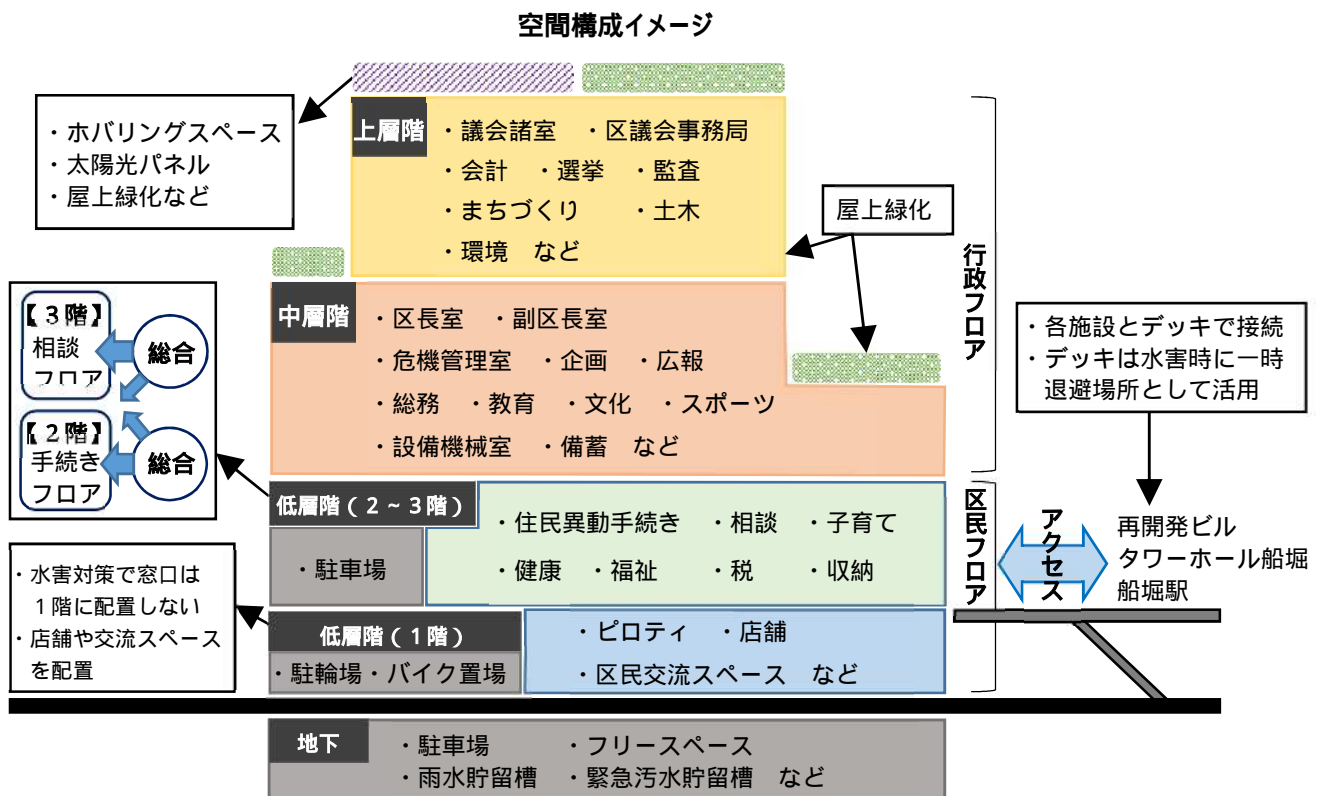 空間構成イメージ
・ホバリングスペース
・太陽光パネル
・屋上緑化など
上層階
・議会諸室　・区議会事務局
・会計　・選挙　・監査
・まちづくり　　・土木
・環境　など
屋上緑化
行政フロア
【３階】
相談
フロア
総合
【２階】
手続き
フロア
総合
中層階
・区長室　・副区長室
・危機管理室　・企画　・広報
・総務　・教育　・文化　・スポーツ
・設備機械室　・備蓄　など
・各施設とデッキで接続
・デッキは水害時に一時
退避場所として活用
低層階（２~３階）
・駐車場
・住民異動手続き　・相談　・子育て
・健康　・福祉　　・税　　・収納
区民フロア
アクセス
再開発ビル
タワーホール船堀
船堀駅
・水害対策で窓口は
１階に配置しない
・店舗や交流スペース
を配置
低層階（１階）
・駐輪場・バイク置場
・ピロティ　・店舗
・区民交流スペース　など
地下
・駐車場　　　・フリースペース
・雨水貯留槽　・緊急汚水貯留槽　など